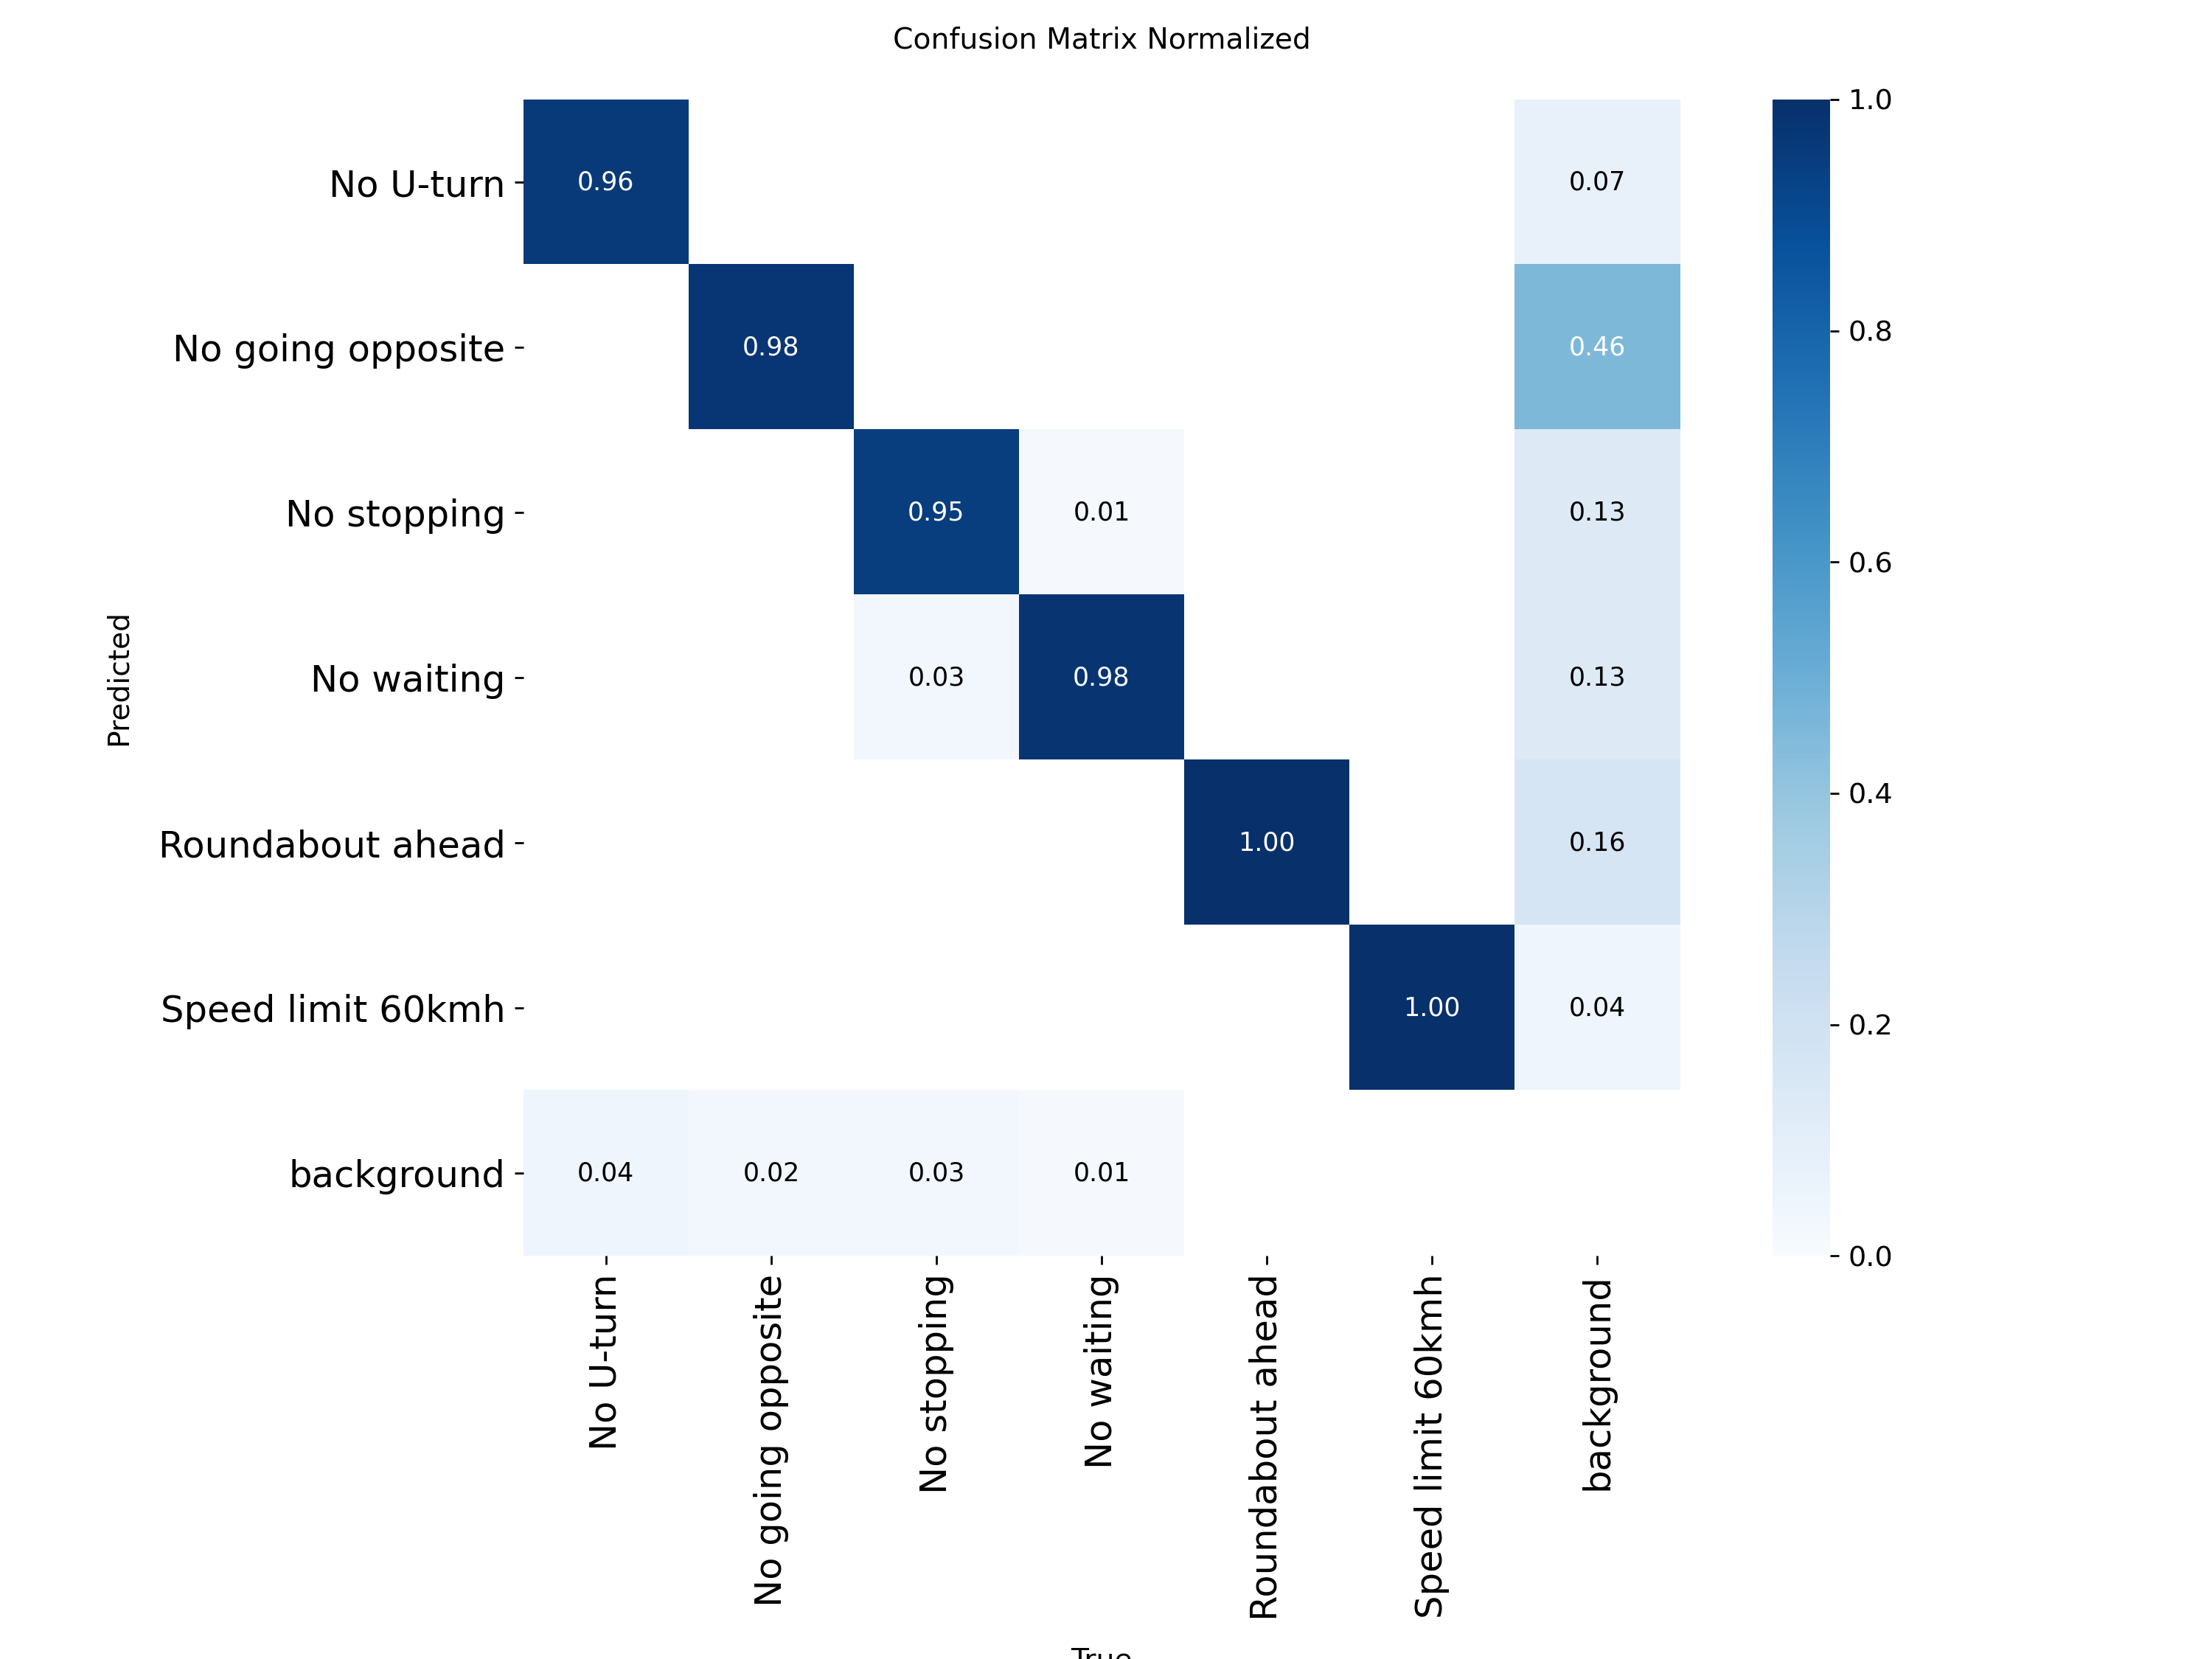 Confusion Matrix Normalized
Predicted
No U-turn
0.96
0.07
No going opposite
0.98
0.46
No stopping
0.95
0.01
0.13
No waiting
0.03
0.98
0.13
Roundabout ahead
1.00
0.16
Speed limit 60kmh
1.00
0.04
background
0.04
0.02
0.03
0.01
No U-turn
No going opposite
No stopping
No waiting
Roundabout ahead
Speed limit 60kmh
background
True
1.0
0.8
0.6
0.4
0.2
0.0